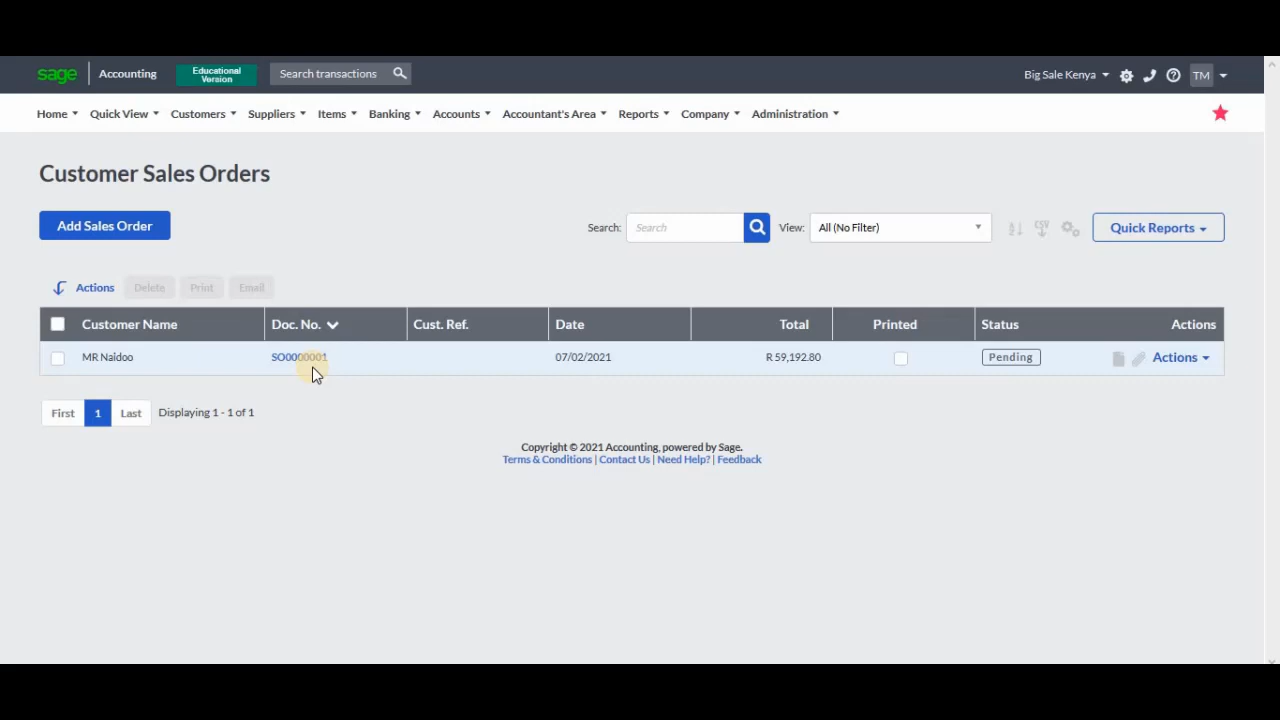 sage Accounting Educational Version Search transactions Big Sale Kenya TM
Home Quick View Customers Suppliers Items Banking Accounts Accountant's Area Reports Company Administration
Customer Sales Orders
Add Sales Order Search: Search View: All (No Filter) CSV Quick Reports
Actions Delete Print Email
Customer Name Doc. No. Cust. Ref. Date Total Printed Status Actions
MR Naidoo SO0000001 07/02/2021 R 59,192.80 Pending Actions
First 1 Last Displaying 1 - 1 of 1
Copyright © 2021 Accounting, powered by Sage.
Terms & Conditions | Contact Us | Need Help? | Feedback